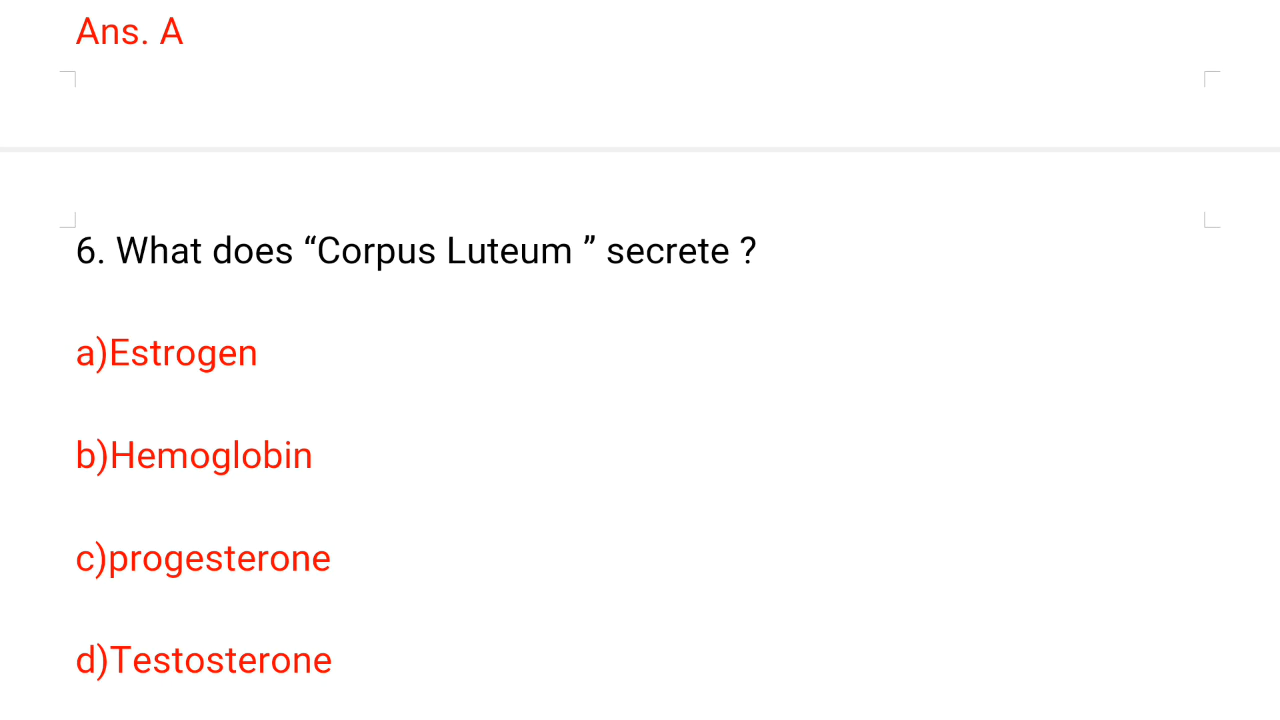 Ans. A
6. What does “Corpus Luteum ” secrete ?
a)Estrogen
b)Hemoglobin
c)progesterone
d)Testosterone